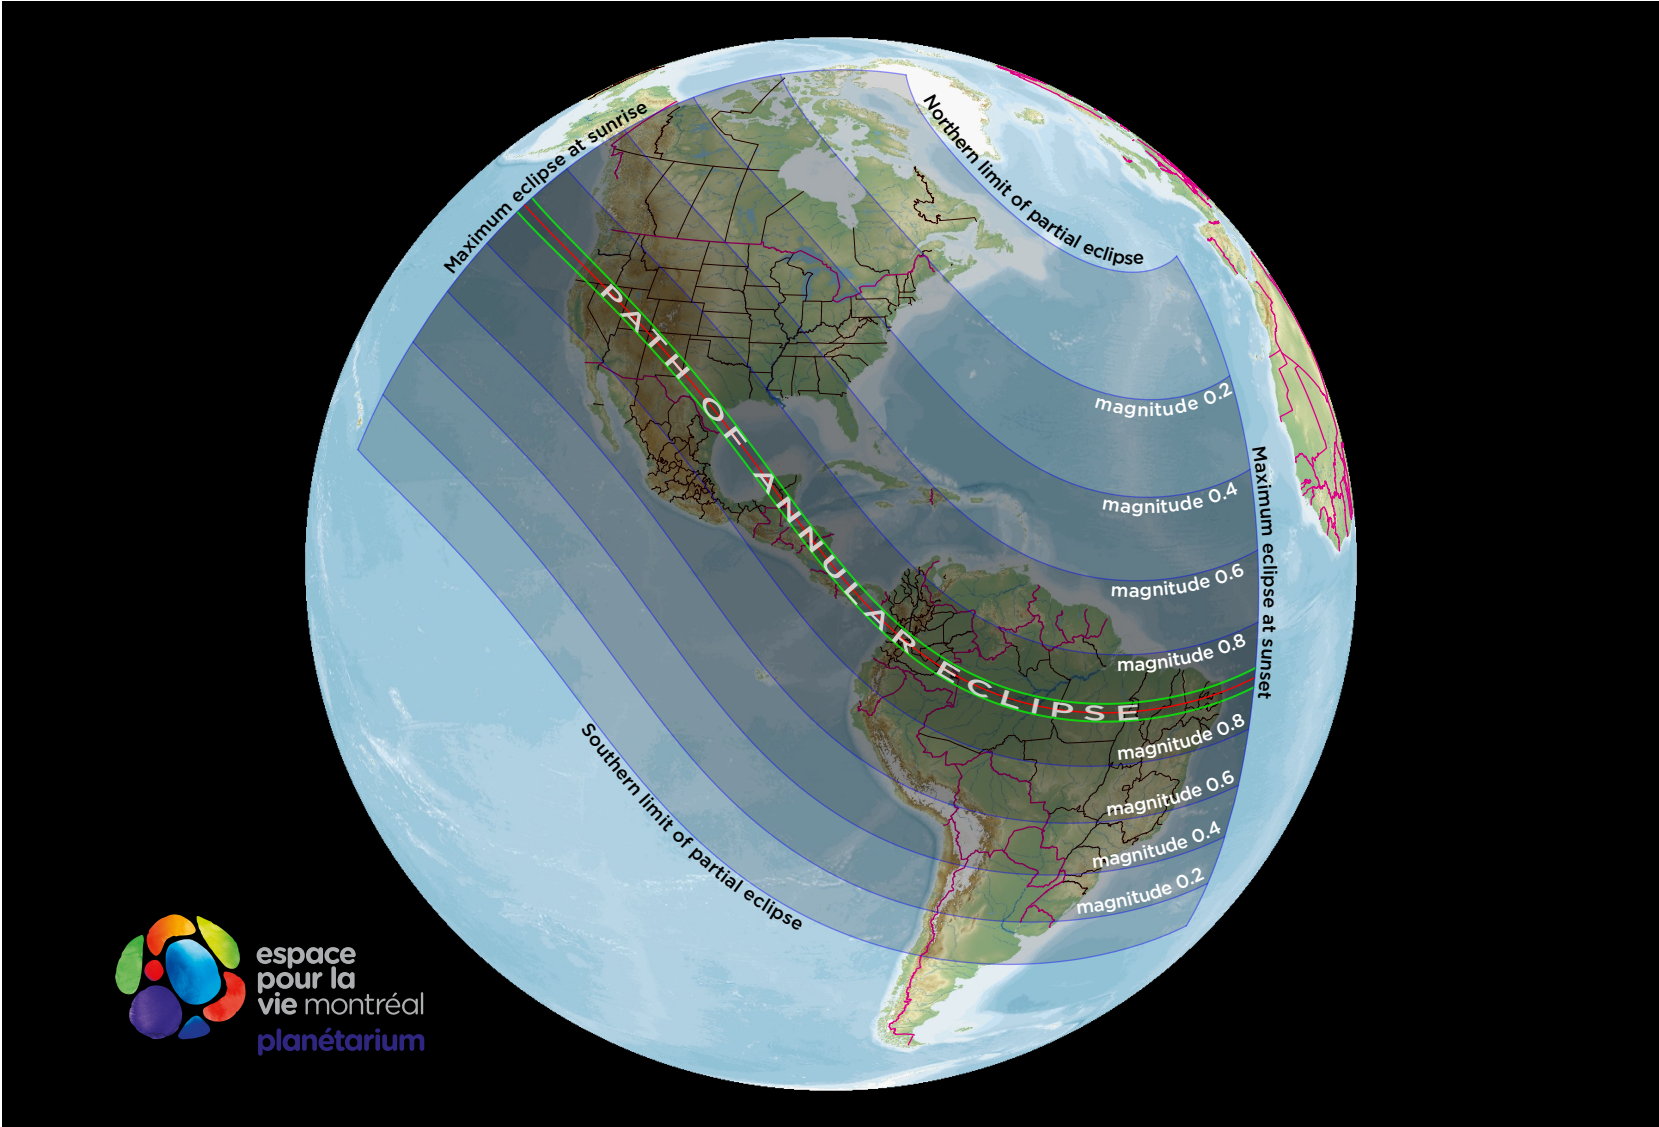 Maximum eclipse at sunrise
Northern limit of partial eclipse
PATH OF ANNULAR ECLIPSE
magnitude 0.2
magnitude 0.4
magnitude 0.6
magnitude 0.8
Maximum eclipse at sunset
magnitude 0.8
magnitude 0.6
magnitude 0.4
magnitude 0.2
Southern limit of partial eclipse
espace
pour la
vie montréal
planétarium